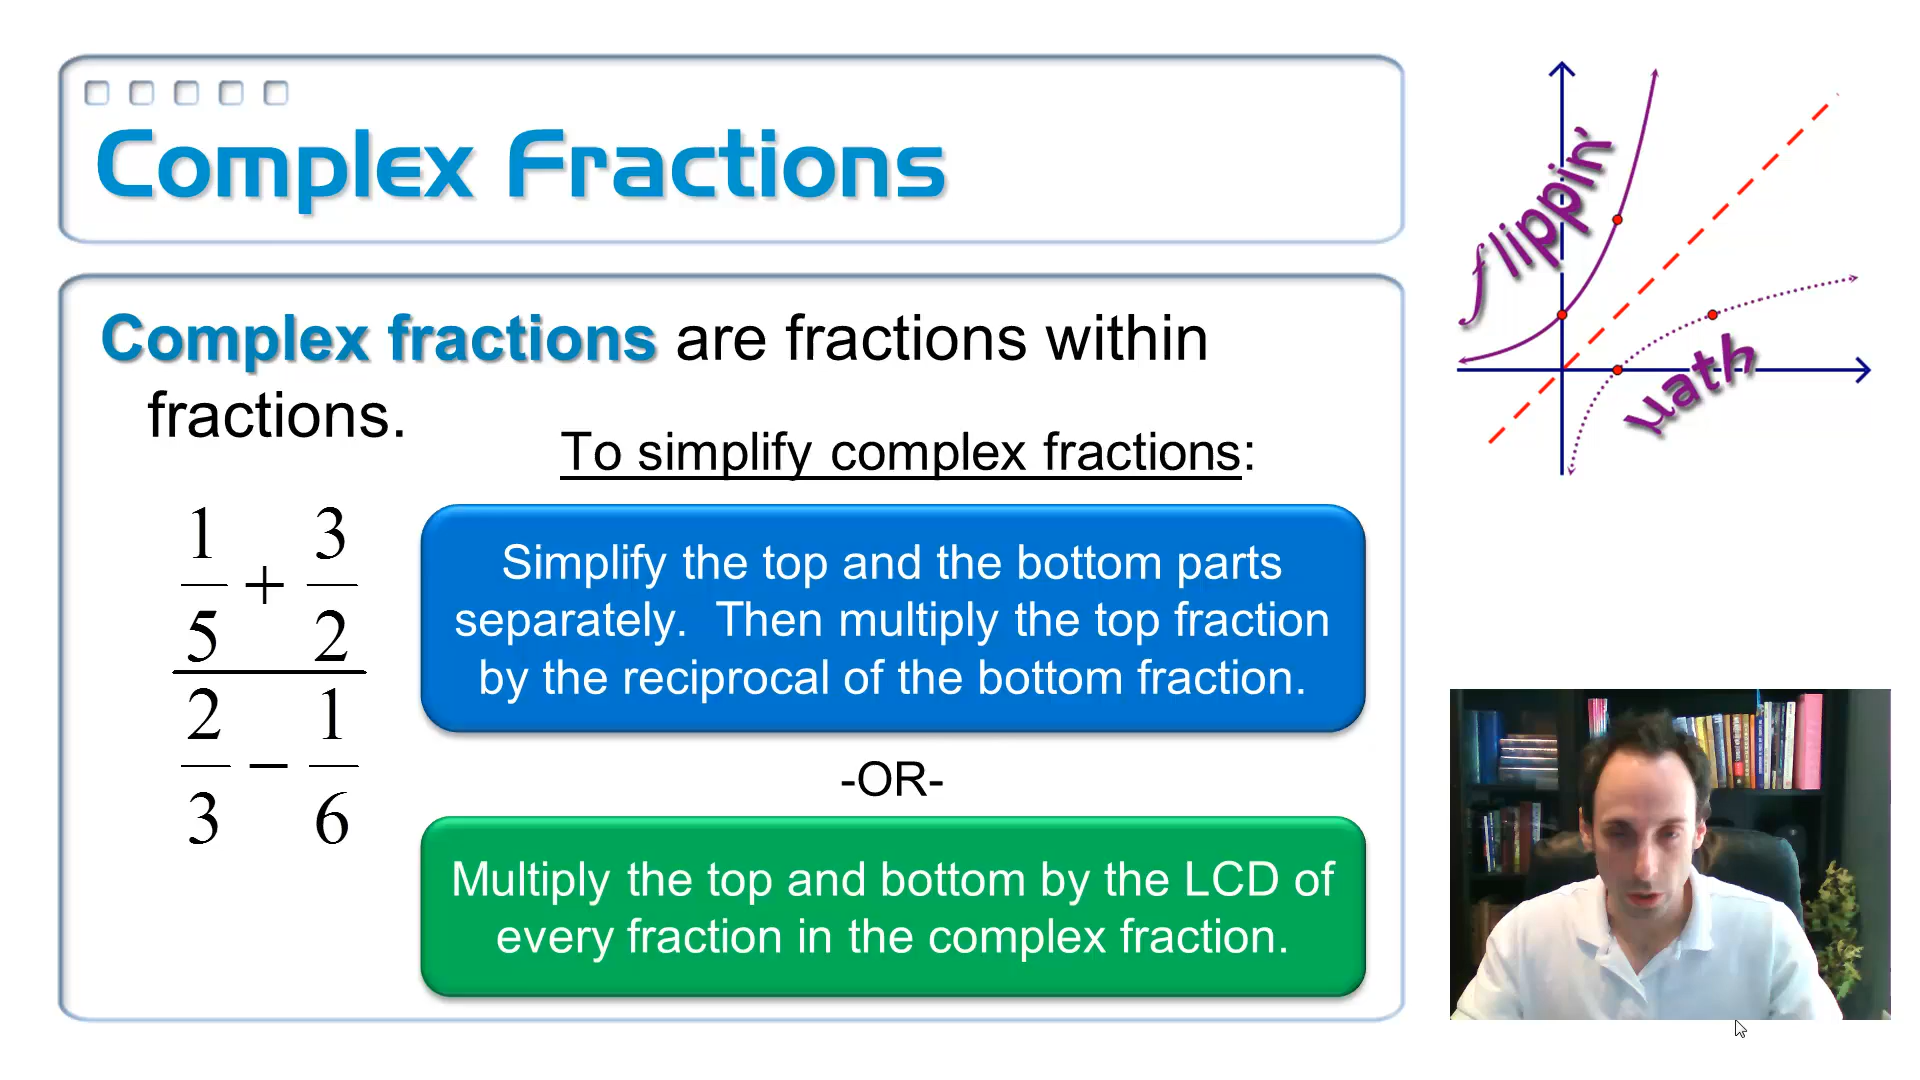 Complex Fractions
Complex fractions are fractions within
fractions.
To simplify complex fractions:
1 3
+
5 2
2 1
−
3 6
Simplify the top and the bottom parts
separately. Then multiply the top fraction
by the reciprocal of the bottom fraction.
-OR-
Multiply the top and bottom by the LCD of
every fraction in the complex fraction.
flippin'
μath